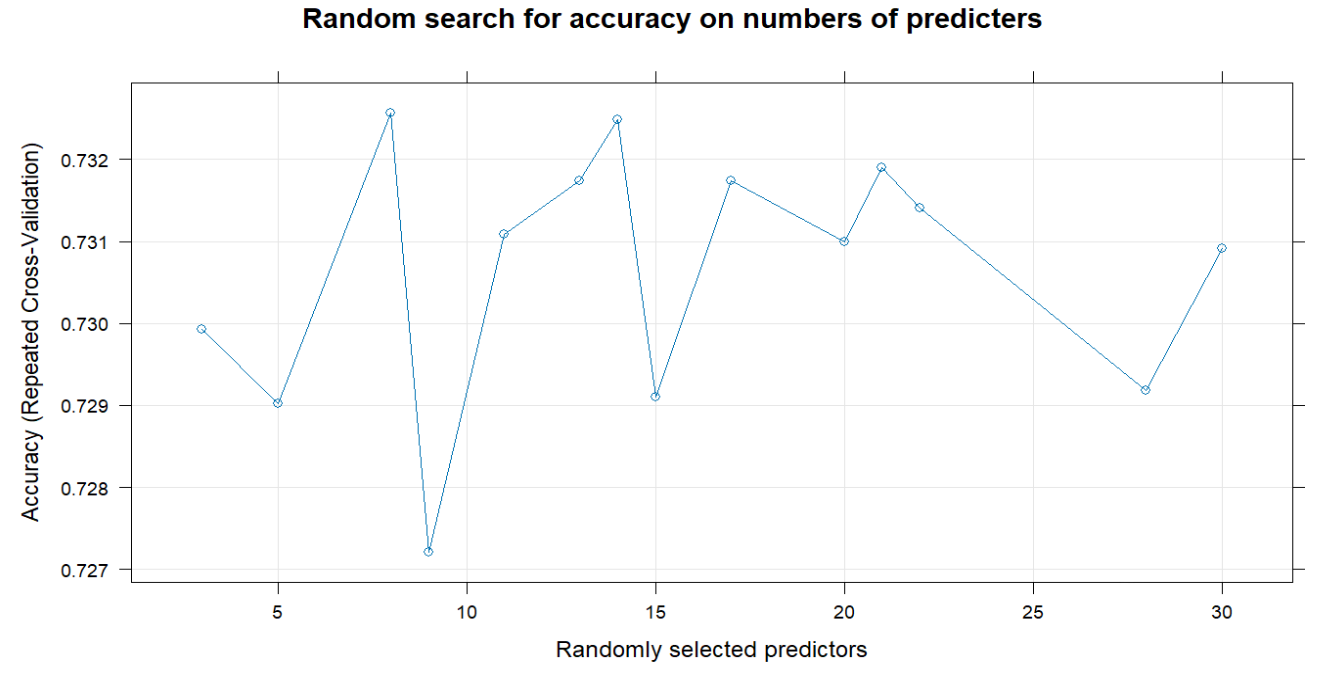 Random search for accuracy on numbers of predicters
Accuracy (Repeated Cross-Validation)
0.732
0.731
0.730
0.729
0.728
0.727
5 10 15 20 25 30
Randomly selected predictors